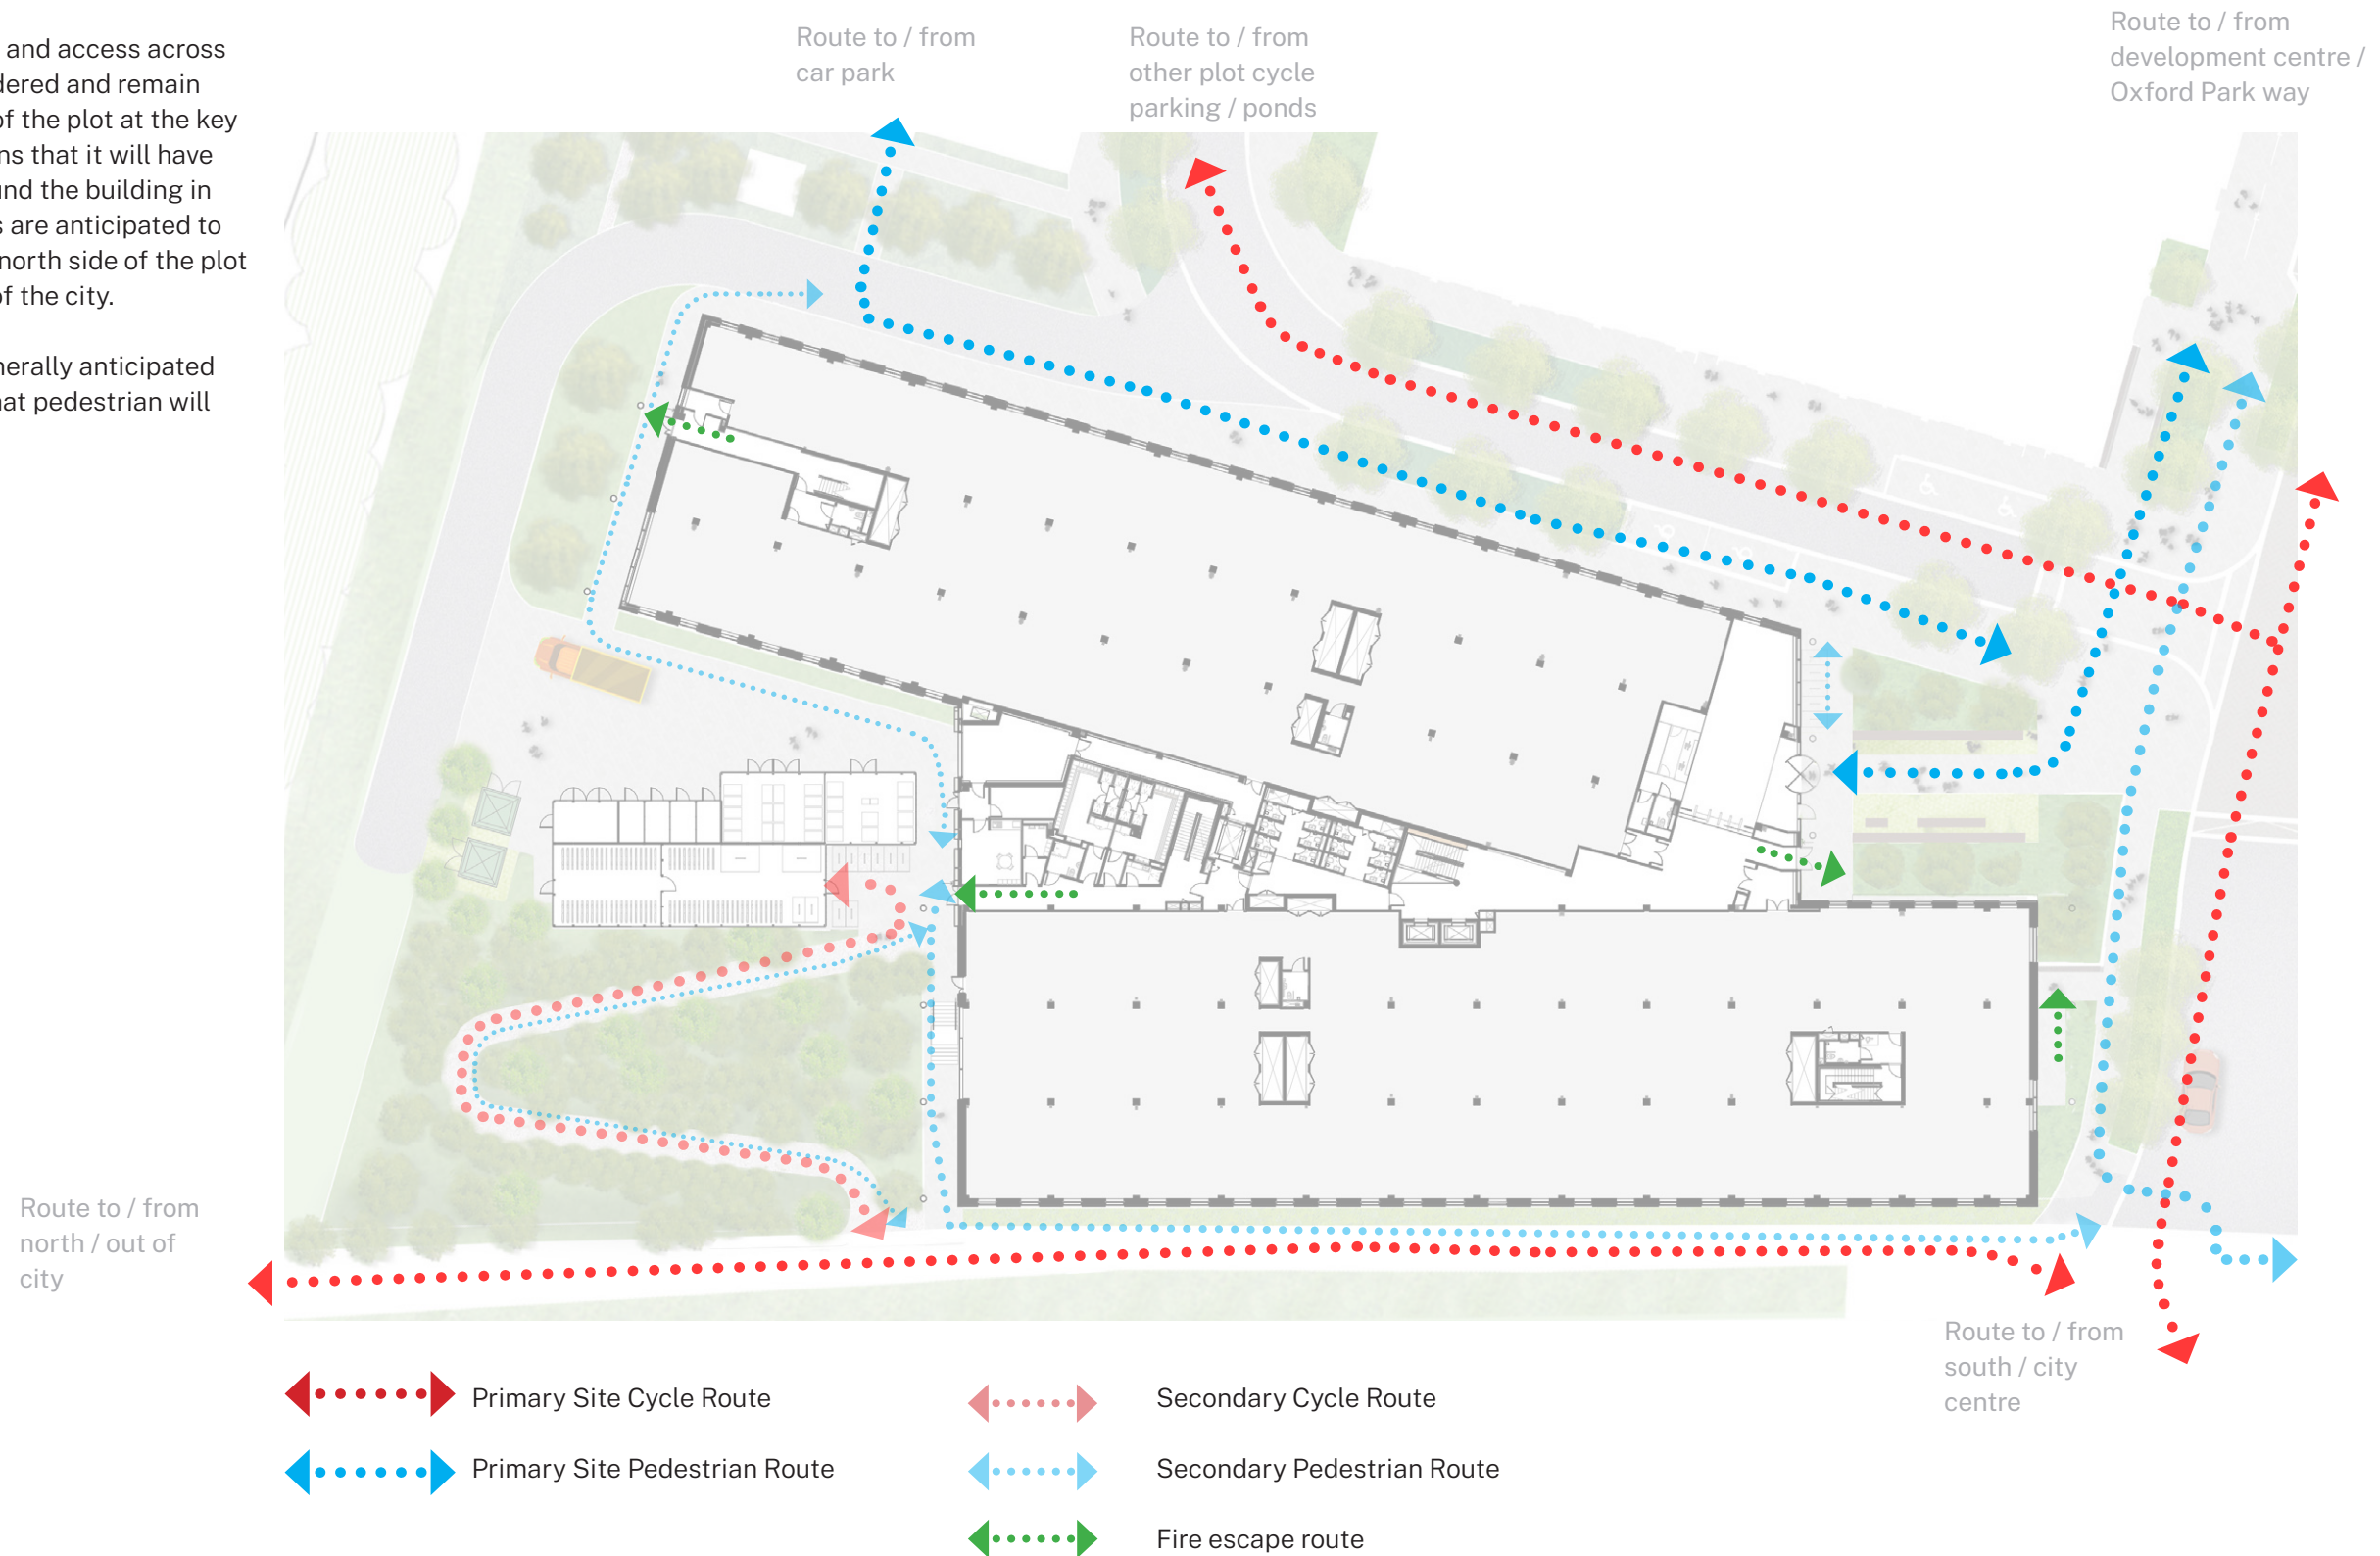 and access across
dered and remain
of the plot at the key
ns that it will have
und the building in
s are anticipated to
north side of the plot
of the city.
nerally anticipated
hat pedestrian will
Route to / from
car park
Route to / from
other plot cycle
parking / ponds
Route to / from
development centre /
Oxford Park way
Route to / from
north / out of
city
Route to / from
south / city
centre
Primary Site Cycle Route
Secondary Cycle Route
Primary Site Pedestrian Route
Secondary Pedestrian Route
Fire escape route